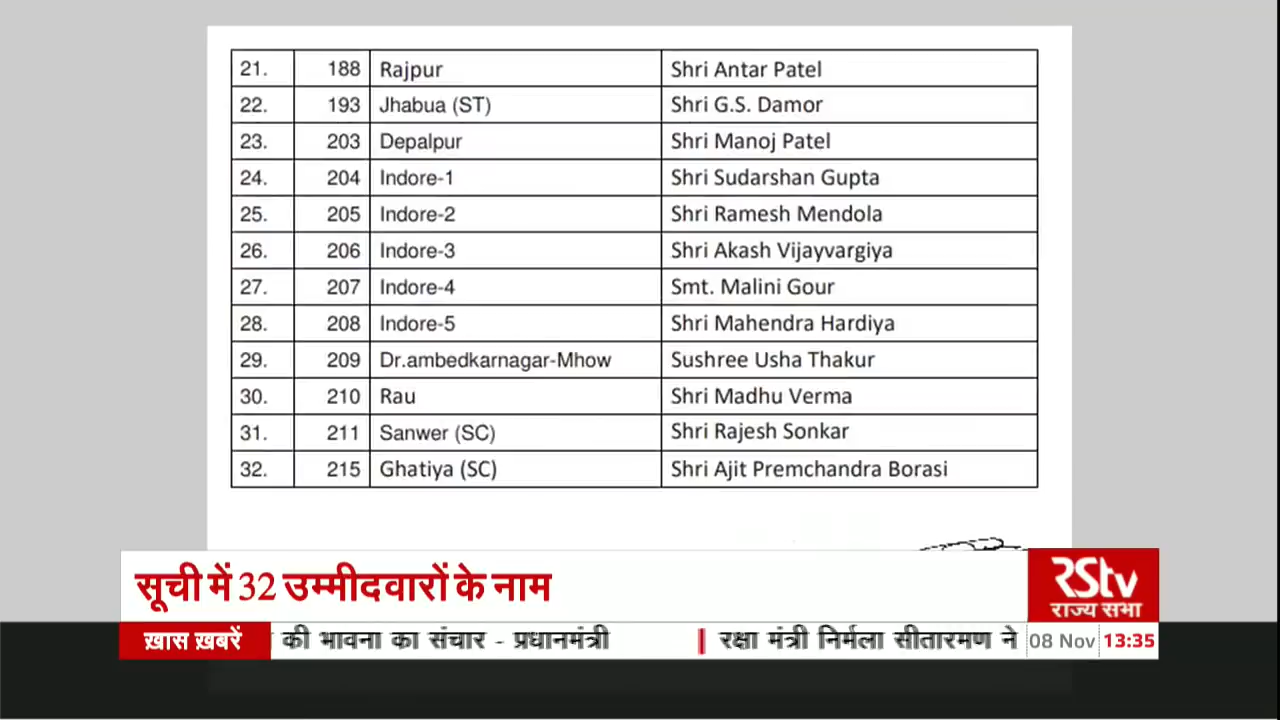 21. 188 Rajpur Shri Antar Patel
22. 193 Jhabua (ST) Shri G.S. Damor
23. 203 Depalpur Shri Manoj Patel
24. 204 Indore-1 Shri Sudarshan Gupta
25. 205 Indore-2 Shri Ramesh Mendola
26. 206 Indore-3 Shri Akash Vijayvargiya
27. 207 Indore-4 Smt. Malini Gour
28. 208 Indore-5 Shri Mahendra Hardiya
29. 209 Dr.ambedkarnagar-Mhow Sushree Usha Thakur
30. 210 Rau Shri Madhu Verma
31. 211 Sanwer (SC) Shri Rajesh Sonkar
32. 215 Ghatiya (SC) Shri Ajit Premchandra Borasi
सूची में 32 उम्मीदवारों के नाम
RStv
राज्य सभा
ख़ास ख़बरें की भावना का संचार - प्रधानमंत्री | रक्षा मंत्री निर्मला सीतारमण ने 08 Nov 13:35